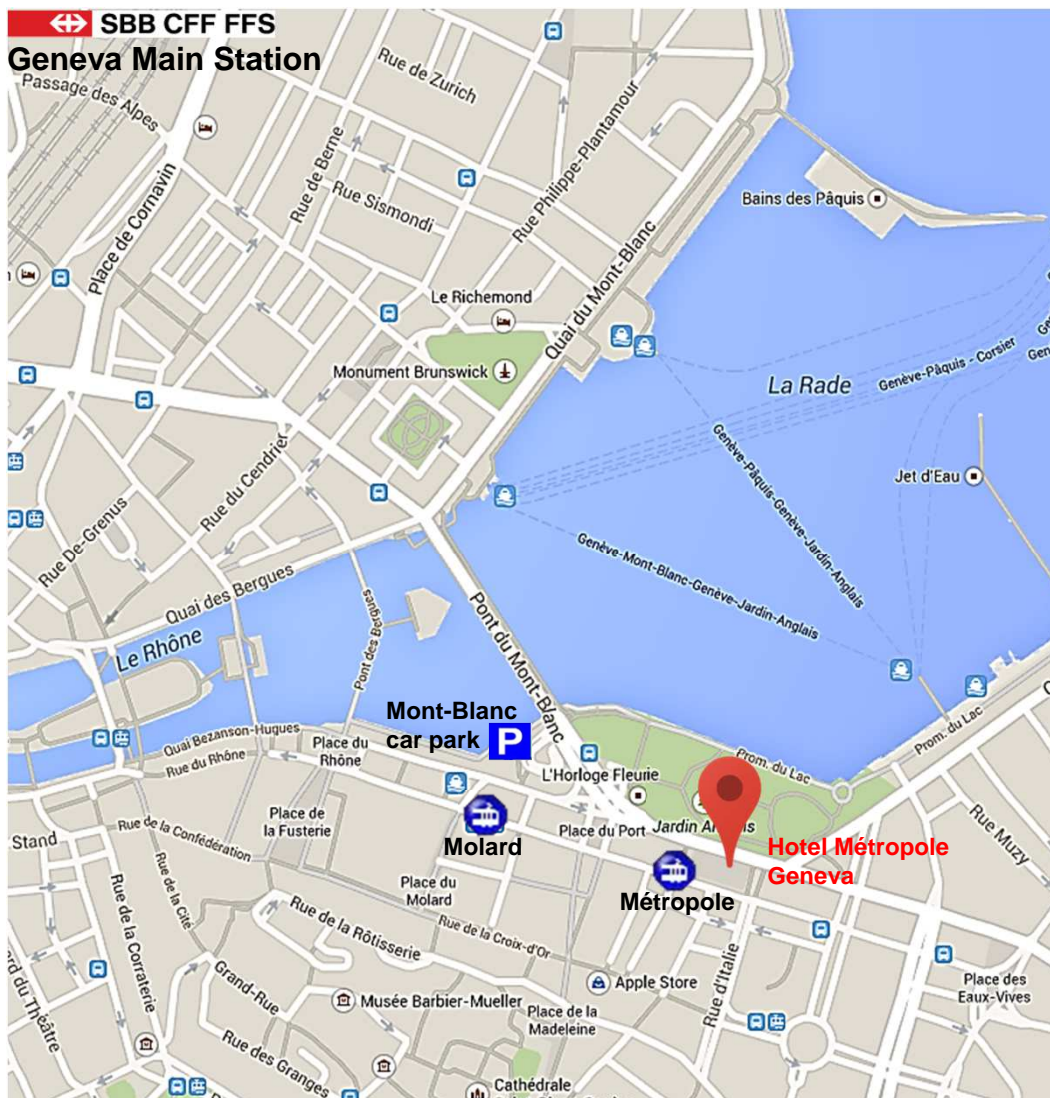 SBB CFF FFS
Geneva Main Station
Passage des Alpes
Rue de Zurich
Rue de Berne
Rue Philippe-Plantamour
Place de Cornavin
Rue Sismondi
Bains des Pâquis
Quai du Mont-Blanc
Le Richemond
Monument Brunswick
La Rade
Genève-Pâquis - Corsier
Rue du Cendrier
Genève-Pâquis-Genève-Jardin-Anglais
Jet d'Eau
Rue De-Grenus
Genève-Mont-Blanc-Genève-Jardin-Anglais
Quai des Bergues
Le Rhône
Pont des Bergues
Pont du Mont-Blanc
Mont-Blanc
car park
P
Quai Bezanson-Hugues
Rue du Rhône
Place du
Rhône
L'Horloge Fleurie
Prom. du Lac
Prom. du Lac
Place de
la Fusterie
Molard
Place du Port
Jardin Anglais
Hotel Métropole
Geneva
Rue Muzy
Stand
Rue de la Confédération
Place du
Molard
Métropole
Rue de la Cité
Rue de la Corraterie
Rue de la Rôtisserie
Rue de la Croix-d'Or
Rue d'Italie
Grand-Rue
Apple Store
Place des
Eaux-Vives
Musée Barbier-Mueller
Place de la
Madeleine
Rue des Granges
Cathédrale